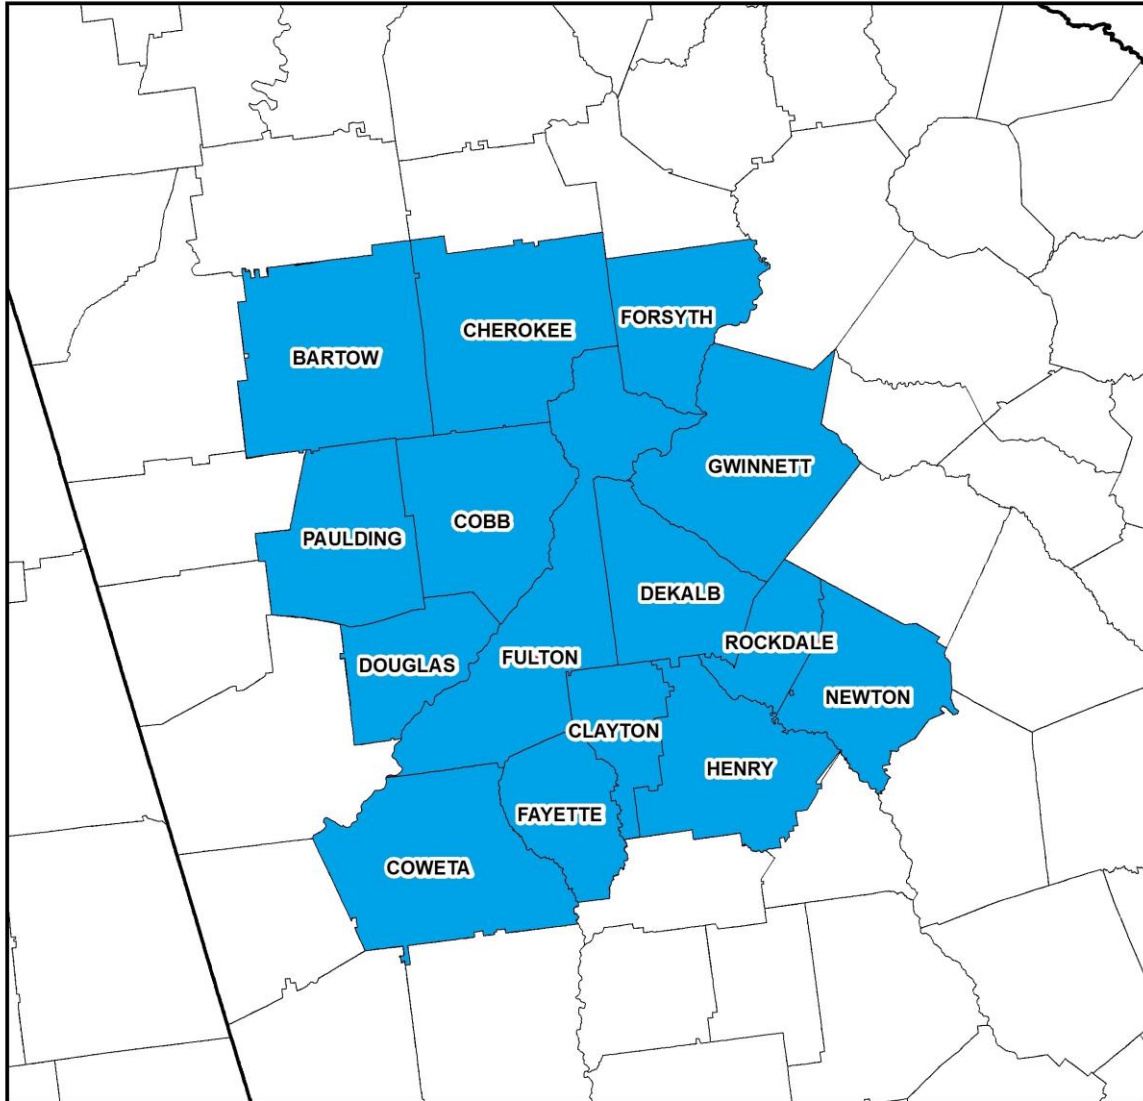 FORSYTH
CHEROKEE
BARTOW
GWINNETT
COBB
PAULDING
DEKALB
ROCKDALE
FULTON
DOUGLAS
NEWTON
CLAYTON
HENRY
FAYETTE
COWETA